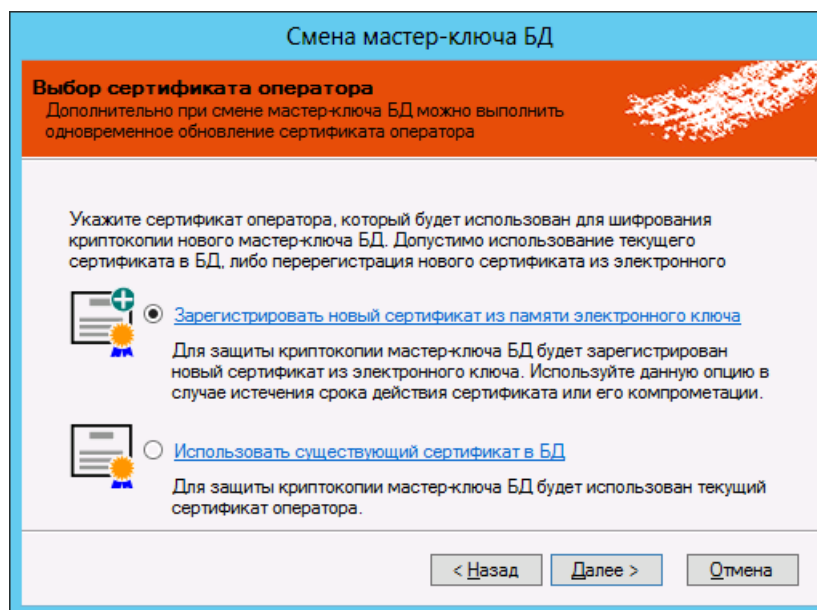 Смена мастер-ключа БД
Выбор сертификата оператора
Дополнительно при смене мастер-ключа БД можно выполнить
одновременное обновление сертификата оператора
Укажите сертификат оператора, который будет использован для шифрования
криптокопии нового мастер-ключа БД. Допустимо использование текущего
сертификата в БД, либо перерегистрация нового сертификата из электронного
Зарегистрировать новый сертификат из памяти электронного ключа
Для защиты криптокопии мастер-ключа БД будет зарегистрирован
новый сертификат из электронного ключа. Используйте данную опцию в
случае истечения срока действия сертификата или его компрометации.
Использовать существующий сертификат в БД
Для защиты криптокопии мастер-ключа БД будет использован текущий
сертификат оператора.
< Назад Далее > Отмена